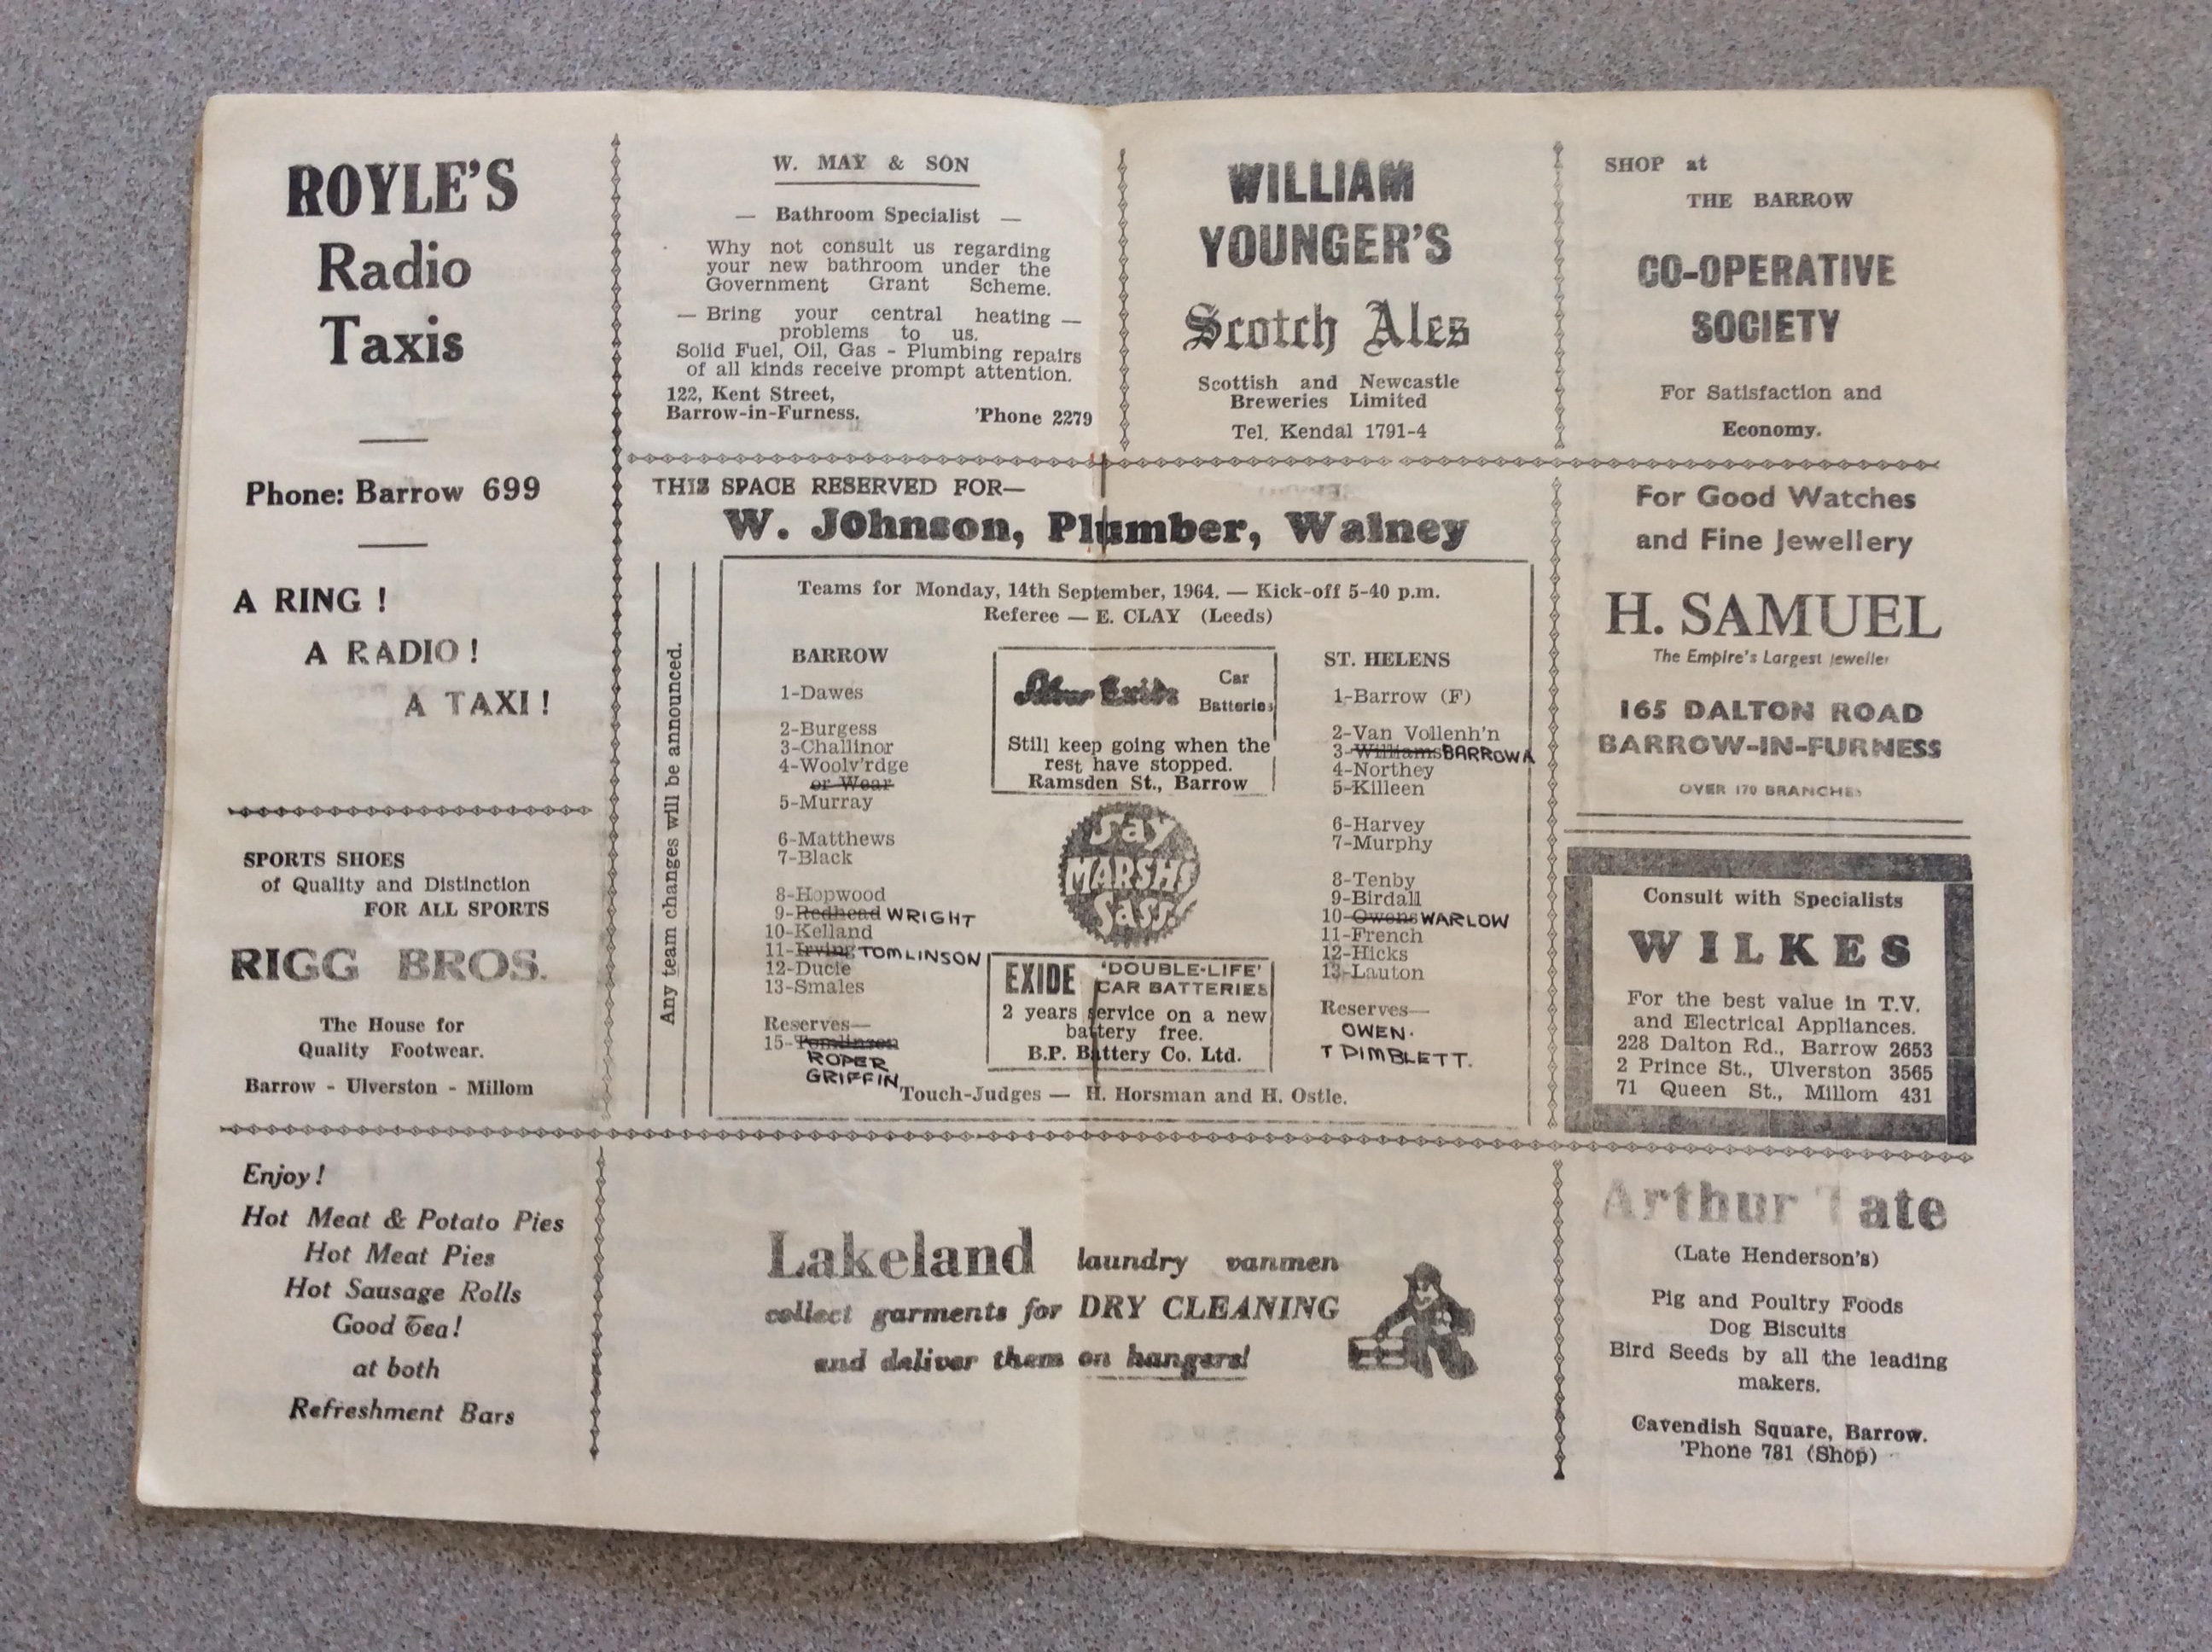 ROYLE'S
Radio
Taxis
Phone: Barrow 699
A RING !
A RADIO !
A TAXI !
SPORTS SHOES
of Quality and Distinction
FOR ALL SPORTS
RIGG BROS.
The House for
Quality Footwear.
Barrow - Ulverston - Millom
Enjoy!
Hot Meat & Potato Pies
Hot Meat Pies
Hot Sausage Rolls
Good Tea!
at both
Refreshment Bars
W. MAY & SON
— Bathroom Specialist —
Why not consult us regarding
your new bathroom under the
Government Grant Scheme.
— Bring your central heating —
problems to us.
Solid Fuel, Oil, Gas - Plumbing repairs
of all kinds receive prompt attention.
122, Kent Street,
Barrow-in-Furness. 'Phone 2279
WILLIAM
YOUNGER'S
Scotch Ales
Scottish and Newcastle
Breweries Limited
Tel. Kendal 1791-4
THIS SPACE RESERVED FOR—
W. Johnson, Plumber, Walney
Any team changes will be announced.
Teams for Monday, 14th September, 1964. — Kick-off 5-40 p.m.
Referee — E. CLAY (Leeds)
BARROW
1-Dawes
2-Burgess
3-Challinor
4-Woolv'rdge
or Wear
5-Murray
6-Matthews
7-Black
8-Hopwood
9-Redhead WRIGHT
10-Kelland
11-Irving TOMLINSON
12-Ducie
13-Smales
Reserves—
15-Tomlinson
ROPER
GRIFFIN
Exide Car
Batteries
Still keep going when the
rest have stopped.
Ramsden St., Barrow
Say
MARSH'S
Sass!
EXIDE 'DOUBLE-LIFE'
CAR BATTERIES
2 years service on a new
battery free.
B.P. Battery Co. Ltd.
ST. HELENS
1-Barrow (F)
2-Van Vollenh'n
3-Williams BARROW A
4-Northey
5-Killeen
6-Harvey
7-Murphy
8-Tenby
9-Birdall
10-Owens WARLOW
11-French
12-Hicks
13-Lauton
Reserves—
OWEN.
T DIMBLETT.
Touch-Judges — H. Horsman and H. Ostle.
Lakeland laundry vanmen
collect garments for DRY CLEANING
and deliver them on hangers!
SHOP at
THE BARROW
CO-OPERATIVE
SOCIETY
For Satisfaction and
Economy.
For Good Watches
and Fine Jewellery
H. SAMUEL
The Empire's Largest Jeweller
165 DALTON ROAD
BARROW-IN-FURNESS
OVER 170 BRANCHES
Consult with Specialists
WILKES
For the best value in T.V.
and Electrical Appliances.
228 Dalton Rd., Barrow 2653
2 Prince St., Ulverston 3565
71 Queen St., Millom 431
Arthur Tate
(Late Henderson's)
Pig and Poultry Foods
Dog Biscuits
Bird Seeds by all the leading
makers.
Cavendish Square, Barrow.
'Phone 781 (Shop)